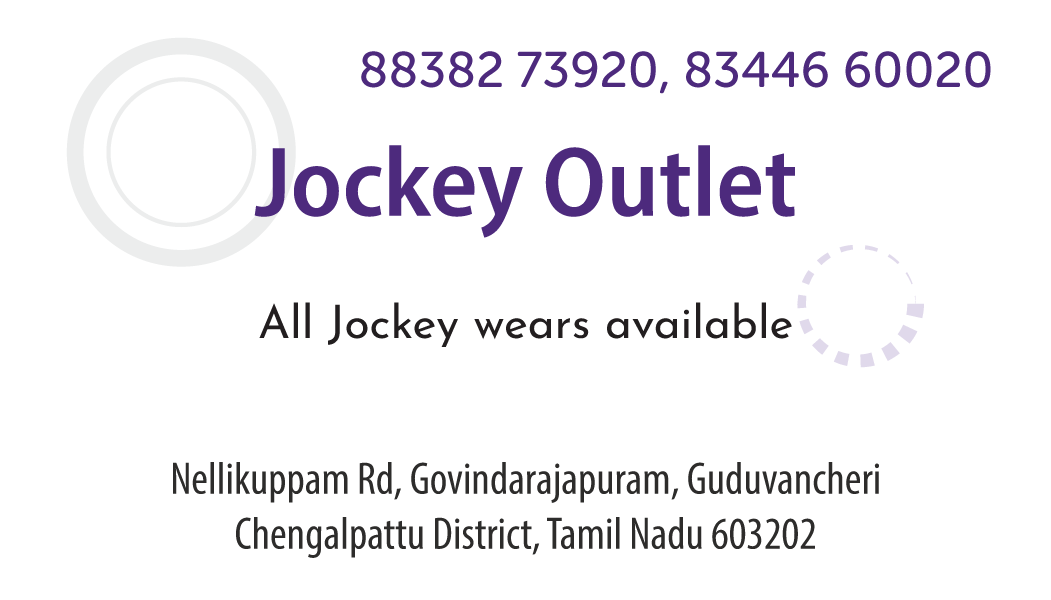 88382 73920, 83446 60020
Jockey Outlet
All Jockey wears available
Nellikuppam Rd, Govindarajapuram, Guduvancheri
Chengalpattu District, Tamil Nadu 603202